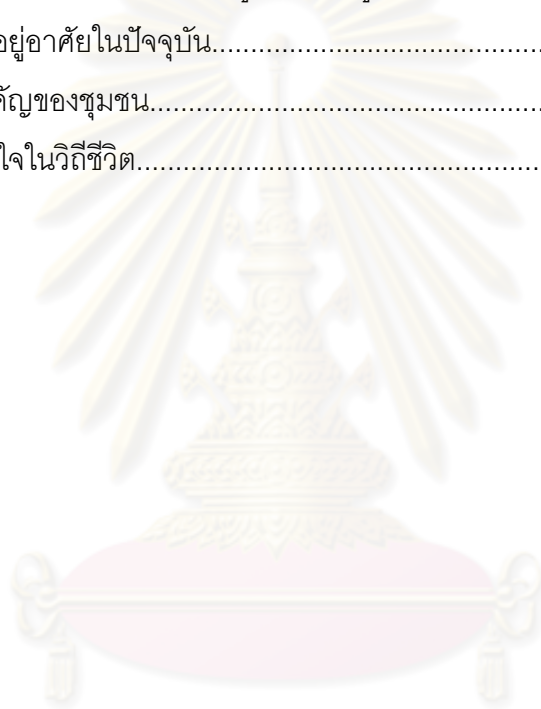 อยู่อาศัยในปัจจุบัน...........................................
คัญของชุมชน...................................................
ใจในวิถีชีวิต.....................................................